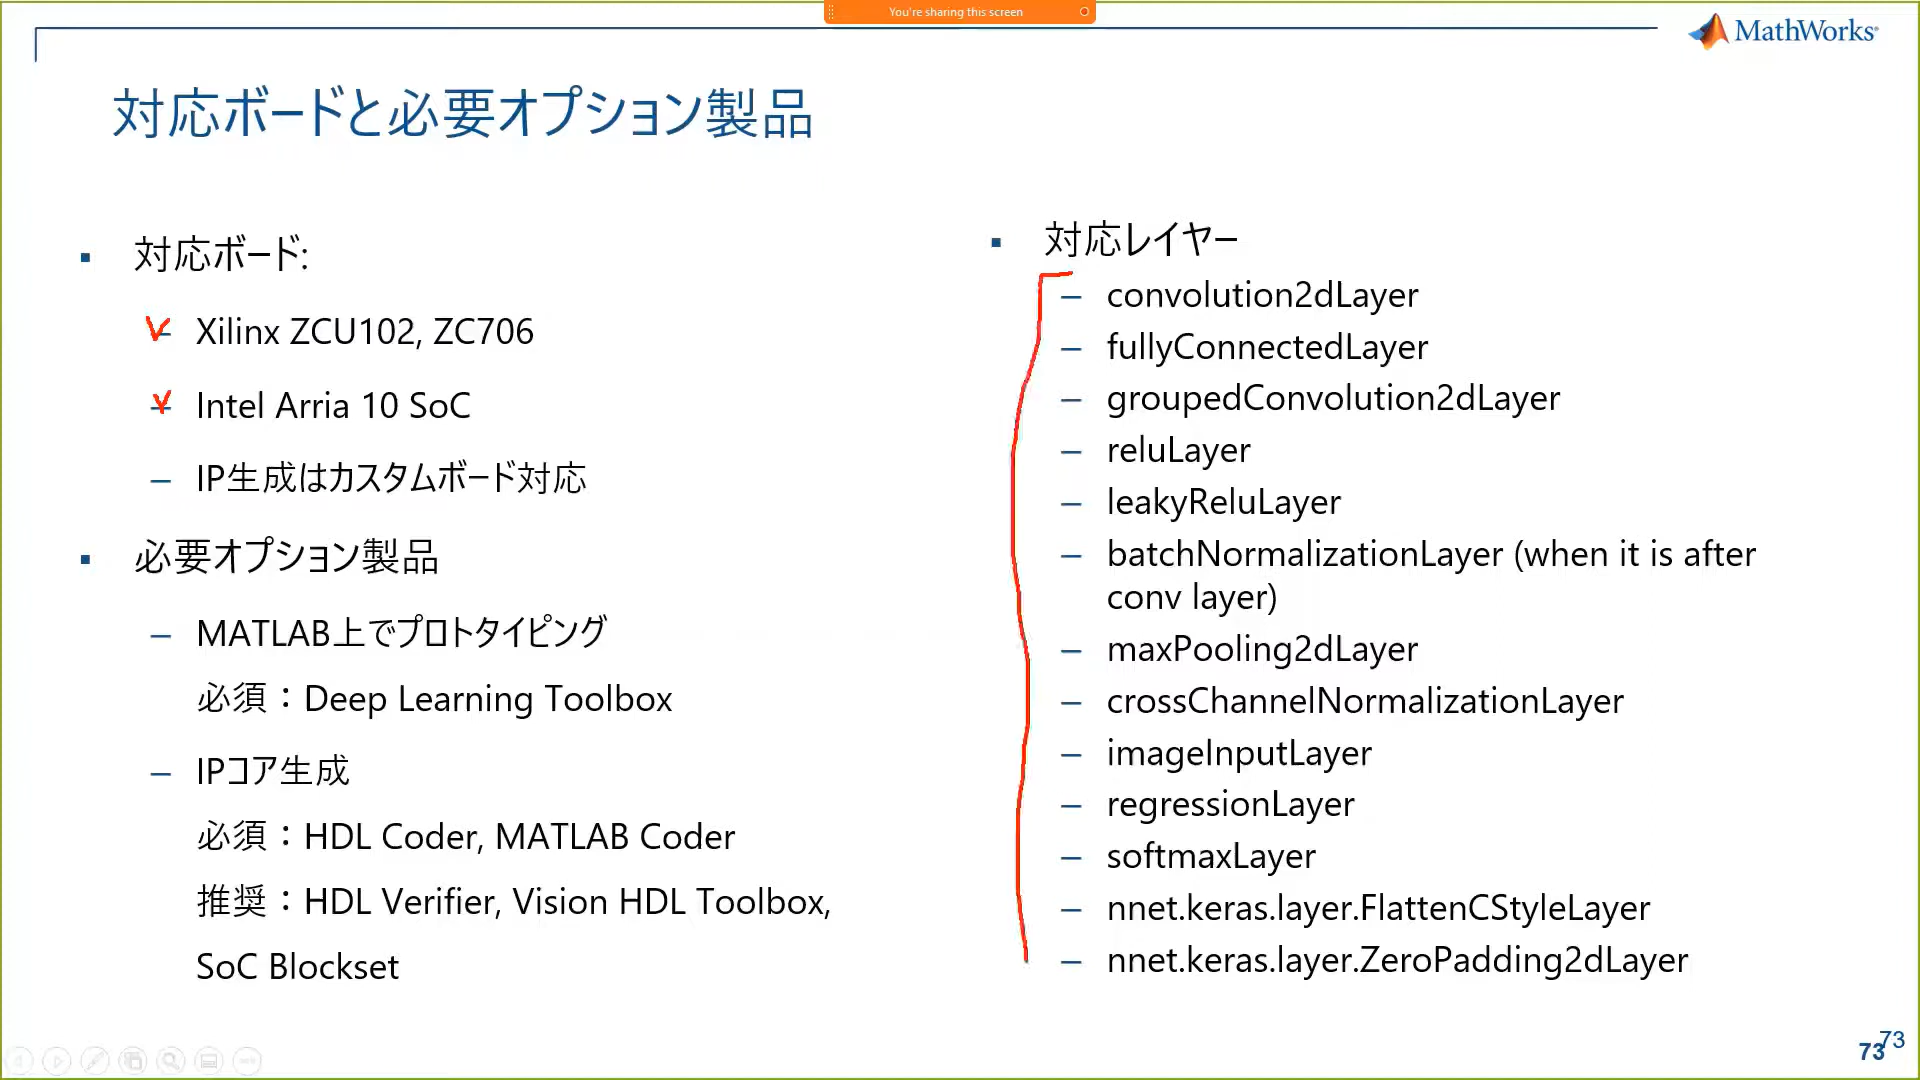 You're sharing this screen
MathWorks
対応ボードと必要オプション製品
対応ボード:
Xilinx ZCU102, ZC706
Intel Arria 10 SoC
IP生成はカスタムボード対応
必要オプション製品
MATLAB上でプロトタイピング
必須：Deep Learning Toolbox
IPコア生成
必須：HDL Coder, MATLAB Coder
推奨：HDL Verifier, Vision HDL Toolbox,
SoC Blockset
対応レイヤー
convolution2dLayer
fullyConnectedLayer
groupedConvolution2dLayer
reluLayer
leakyReluLayer
batchNormalizationLayer (when it is after
conv layer)
maxPooling2dLayer
crossChannelNormalizationLayer
imageInputLayer
regressionLayer
softmaxLayer
nnet.keras.layer.FlattenCStyleLayer
nnet.keras.layer.ZeroPadding2dLayer
73
73